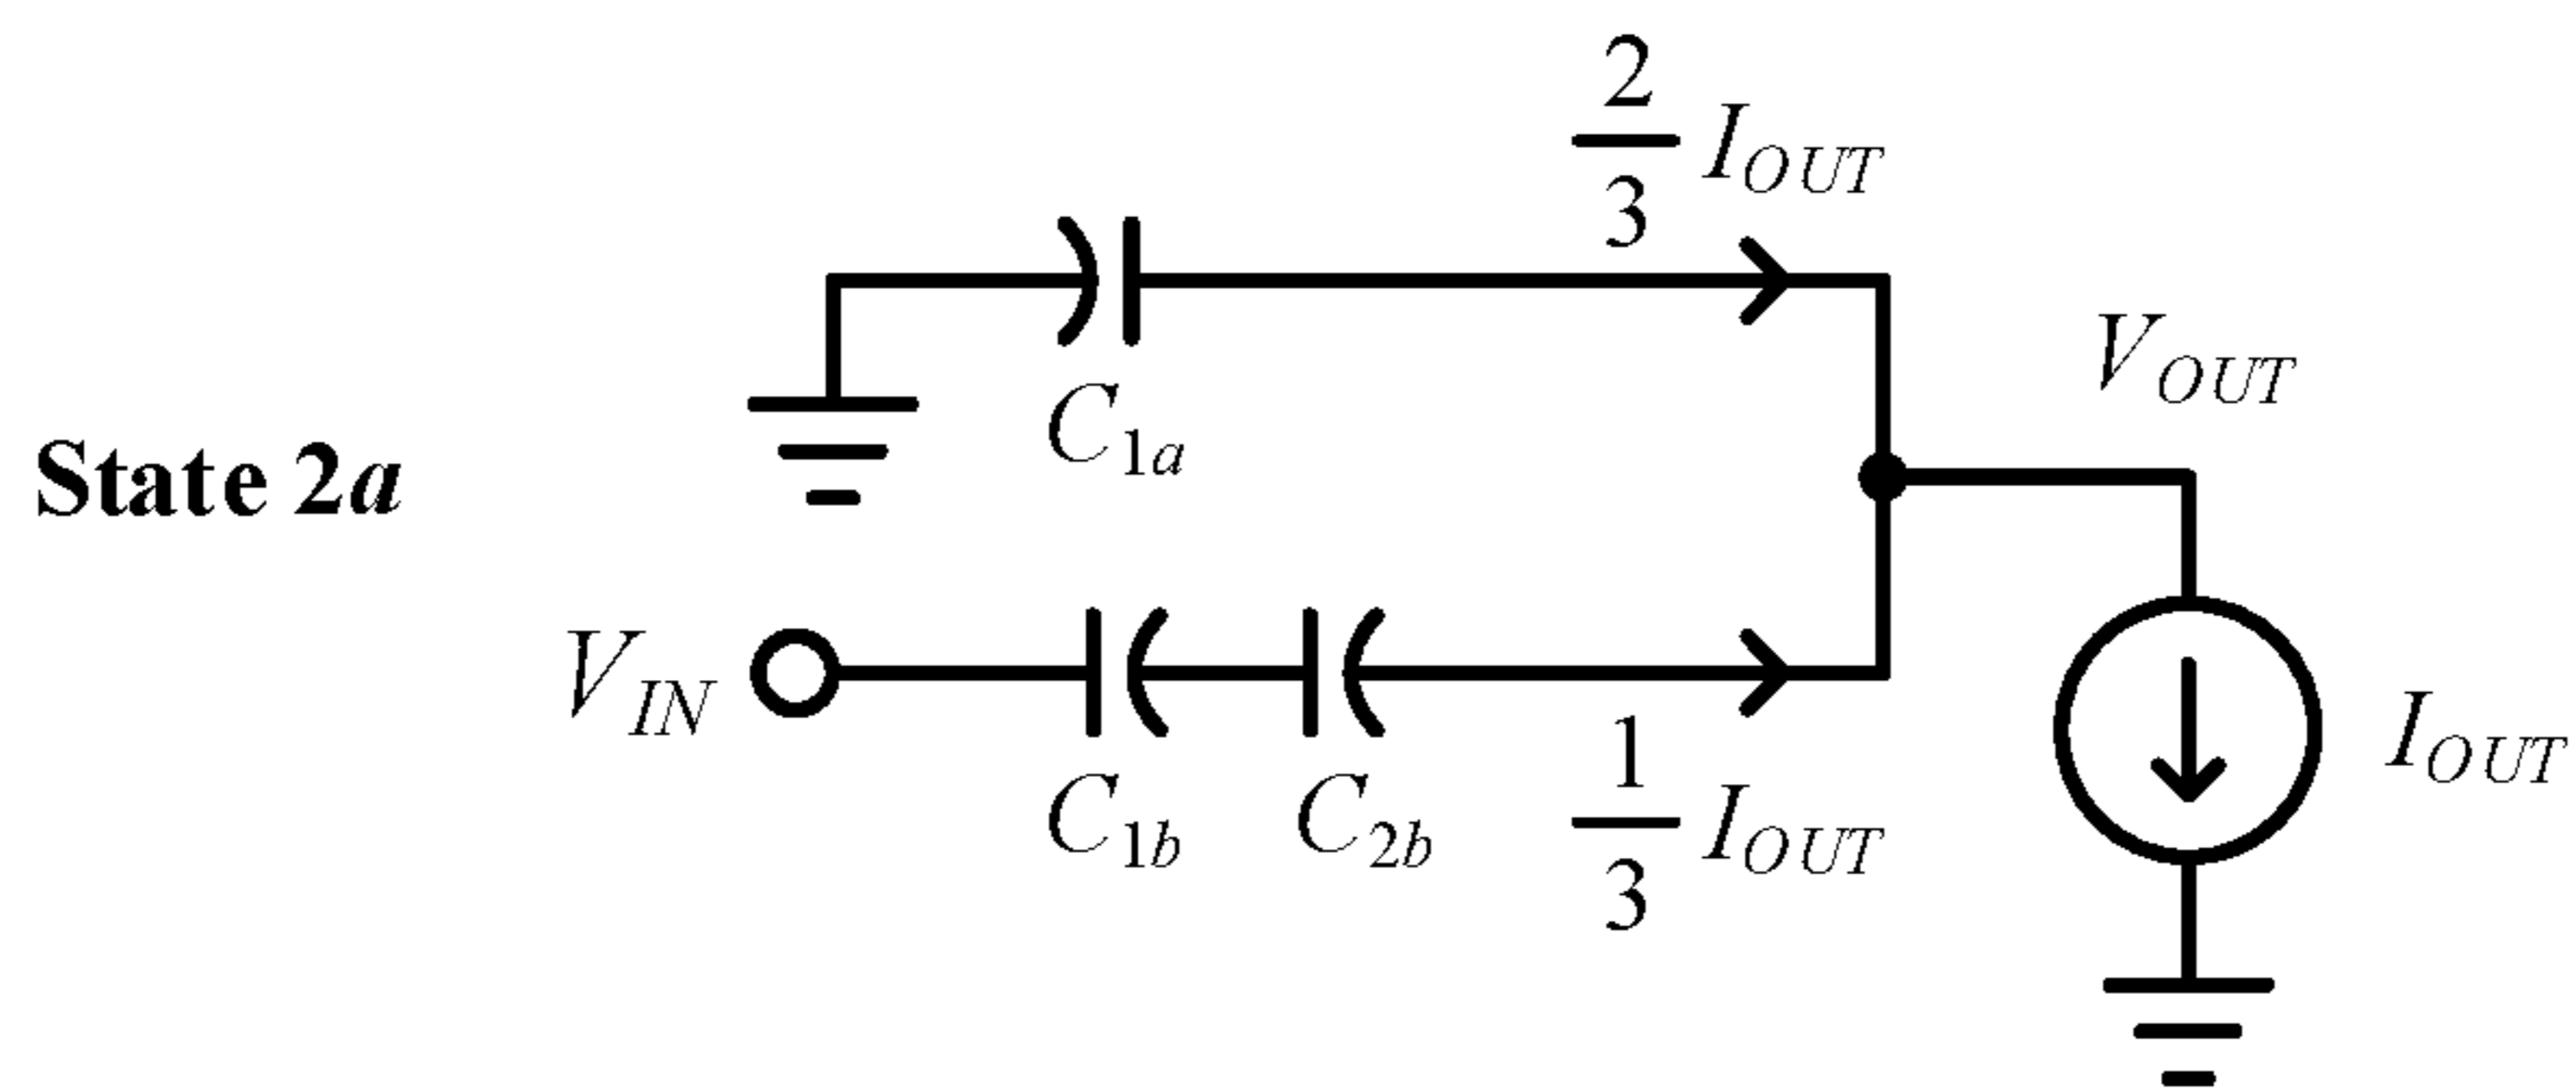 2/3 I_OUT
V_OUT
C_1a
State 2a
V_IN
C_1b C_2b
1/3 I_OUT
I_OUT